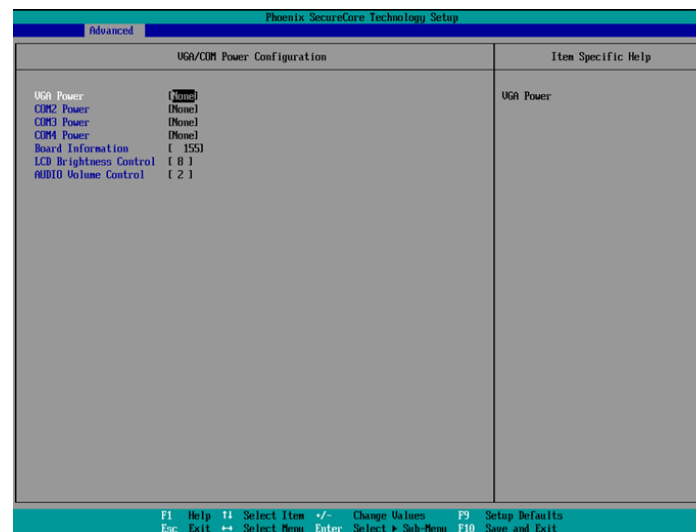 Phoenix SecureCore Technology Setup
Advanced
VGA/COM Power Configuration
Item Specific Help
VGA Power [None]
VGA Power
COM2 Power [None]
COM3 Power [None]
COM4 Power [None]
Board Information [ 155]
LCD Brightness Control [ 8 ]
AUDIO Volume Control [ 2 ]
F1 Help ↑↓ Select Item +/- Change Values F9 Setup Defaults
Esc Exit ↔ Select Menu Enter Select ▶ Sub-Menu F10 Save and Exit